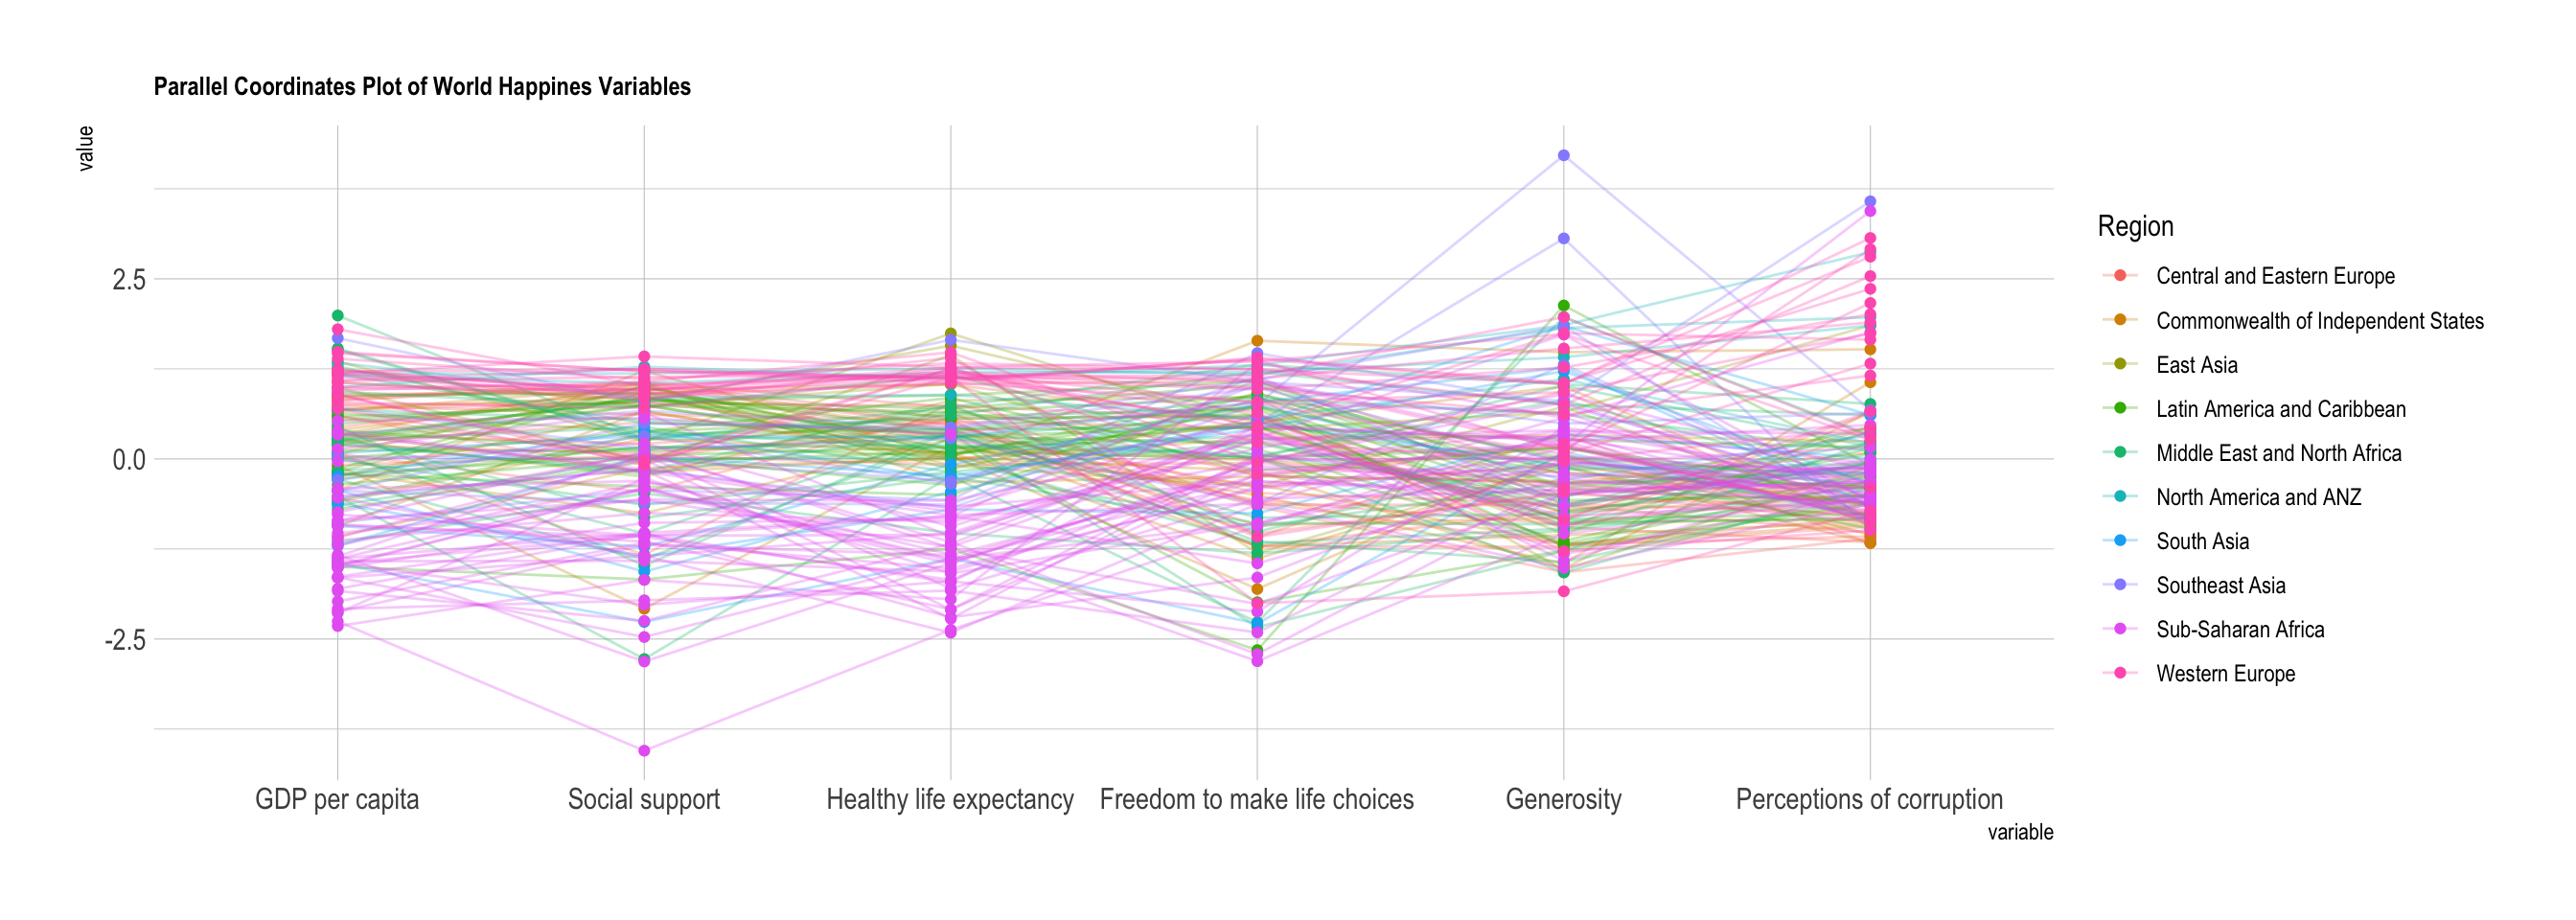 Parallel Coordinates Plot of World Happines Variables
value
2.5
0.0
-2.5
GDP per capita
Social support
Healthy life expectancy
Freedom to make life choices
Generosity
Perceptions of corruption
variable
Region
Central and Eastern Europe
Commonwealth of Independent States
East Asia
Latin America and Caribbean
Middle East and North Africa
North America and ANZ
South Asia
Southeast Asia
Sub-Saharan Africa
Western Europe